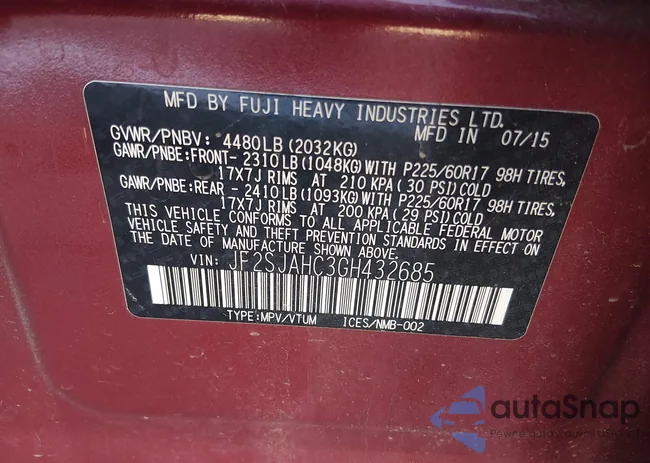 MFD BY FUJI HEAVY INDUSTRIES LTD.
MFD IN 07/15
GVWR/PNBV: 4480LB(2032KG)
GAWR/PNBE:FRONT- 2310LB(1048KG)WITH P225/60R17 98H TIRES,
17X7J RIMS AT 210 KPA(30 PSI)COLD
GAWR/PNBE:REAR - 2410LB(1093KG)WITH P225/60R17 98H TIRES,
17X7J RIMS AT 200 KPA(29 PSI)COLD
THIS VEHICLE CONFORMS TO ALL APPLICABLE FEDERAL MOTOR
VEHICLE SAFETY AND THEFT PREVENTION STANDARDS IN EFFECT ON
THE DATE OF MANUFACTURE SHOWN ABOVE.
VIN: JF2SJAHC3GH432685
TYPE:MPV/VTUM ICES/NMB-002
autoSnap